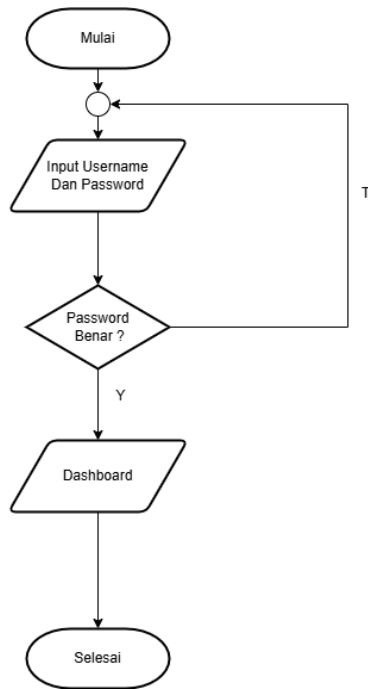 Mulai
Input Username
Dan Password
T
Password
Benar ?
Y
Dashboard
Selesai